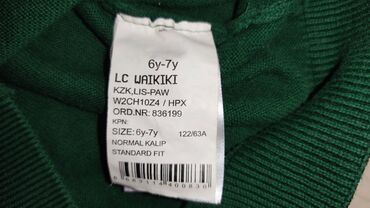 6y-7y
LC WAIKIKI
KZK,LIS-PAW
W2CH10Z4 / HPX
ORD.NR: 836199
KPN:
SIZE: 6y-7y 122/63A
NORMAL KALIP
STANDARD FIT